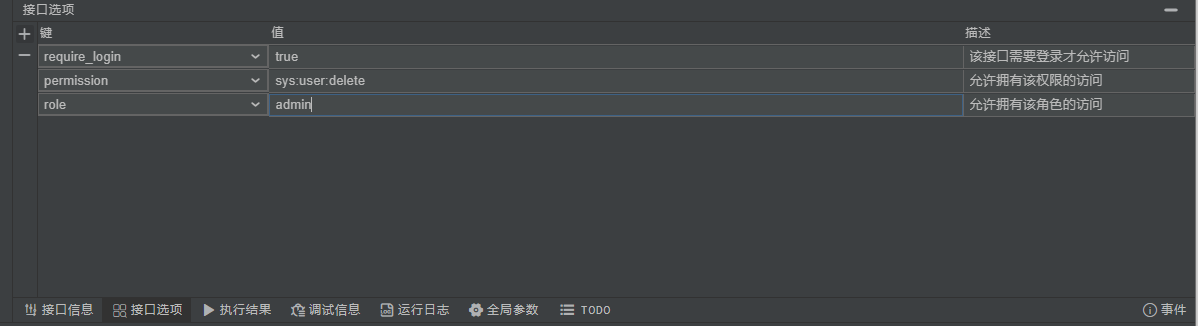 接口选项
键 值 描述
require_login true 该接口需要登录才允许访问
permission sys:user:delete 允许拥有该权限的访问
role admin 允许拥有该角色的访问
接口信息 接口选项 执行结果 调试信息 LOG 运行日志 全局参数 TODO 事件